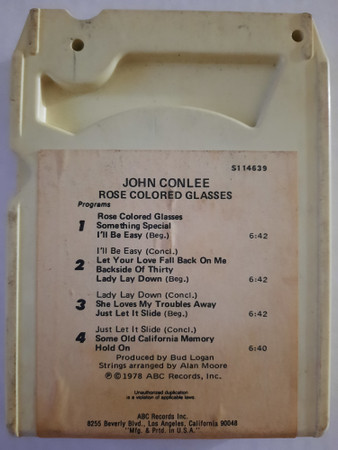 S114639
JOHN CONLEE
ROSE COLORED GLASSES
Programs
1 Rose Colored Glasses
Something Special
I'll Be Easy (Beg.) 6:42
2 I'll Be Easy (Concl.)
Let Your Love Fall Back On Me
Backside Of Thirty
Lady Lay Down (Beg.) 6:42
3 Lady Lay Down (Concl.)
She Loves My Troubles Away
Just Let It Slide (Beg.) 6:42
4 Just Let It Slide (Concl.)
Some Old California Memory
Hold On 6:40
Produced by Bud Logan
Strings arranged by Alan Moore
℗ © 1978 ABC Records, Inc.
Unauthorized duplication
is a violation of applicable laws.
ABC Records Inc.
8255 Beverly Blvd., Los Angeles, California 90048
"Mfg. & Prtd. in U.S.A."